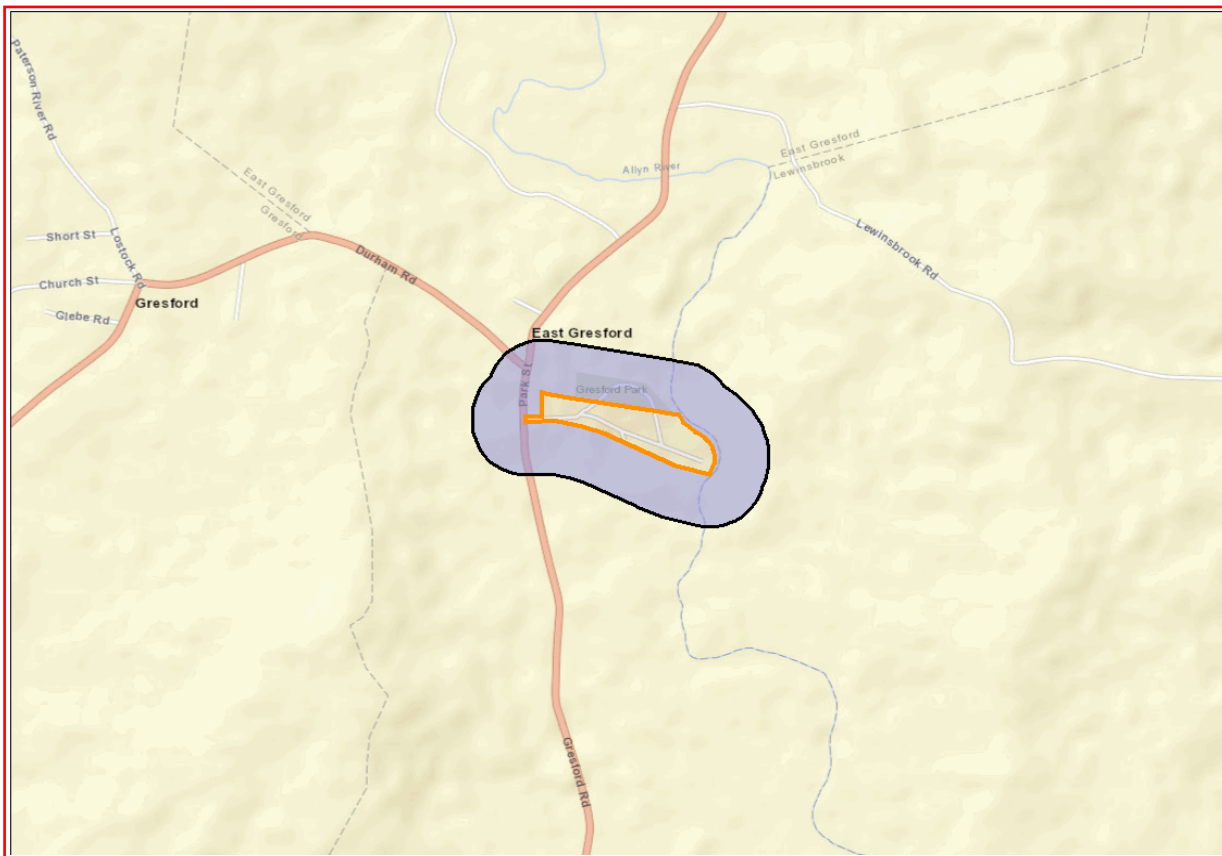 Paterson River Rd
East Gresford
Gresford
Allyn River
East Gresford
Lewinsbrook
Short St
Lostock Rd
Durham Rd
Lewinsbrook Rd
Church St
Gresford
Glebe Rd
East Gresford
Park St
Gresford Park
Gresford Rd